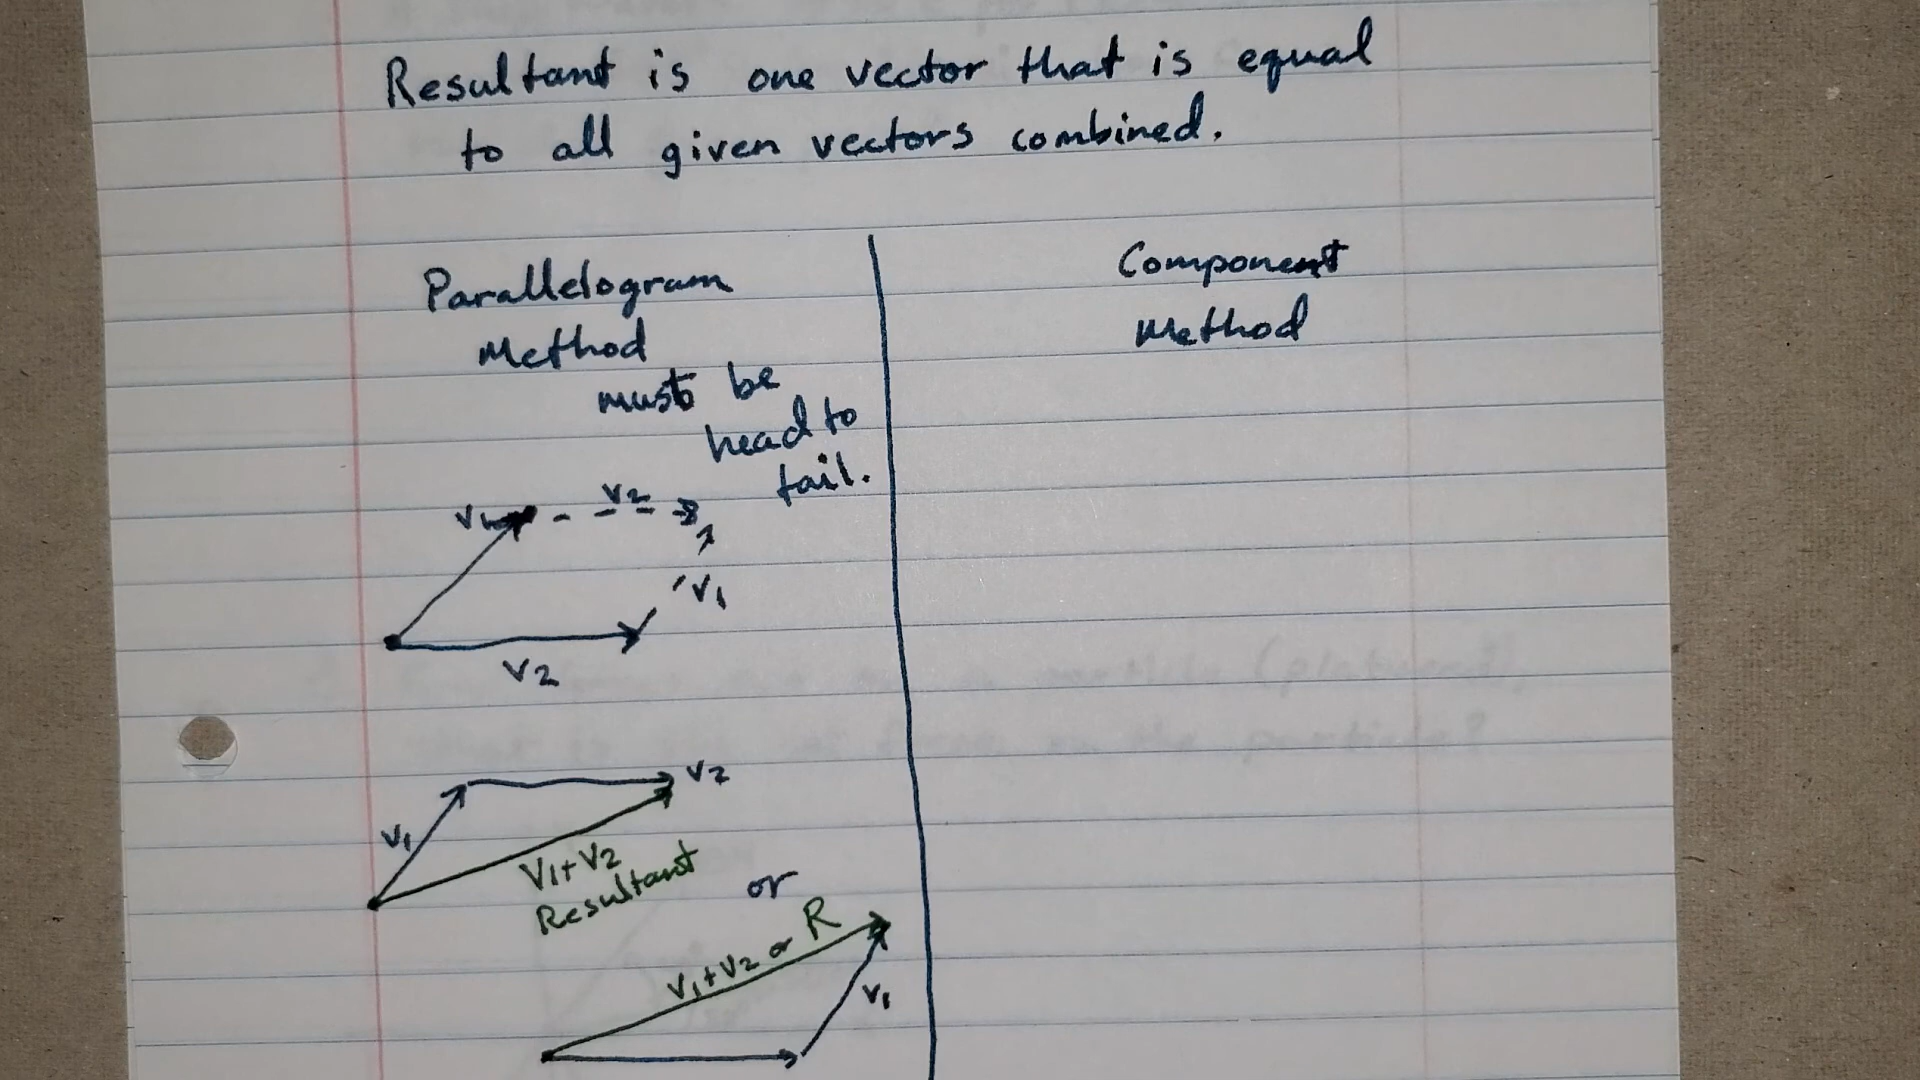 Resultant is one vector that is equal
to all given vectors combined.
Parallelogram
Method
must be
head to
tail.
V1
V2
V1
V2
V1
V2
V1+V2
Resultant
or
V1+V2 or R
V1
Component
Method